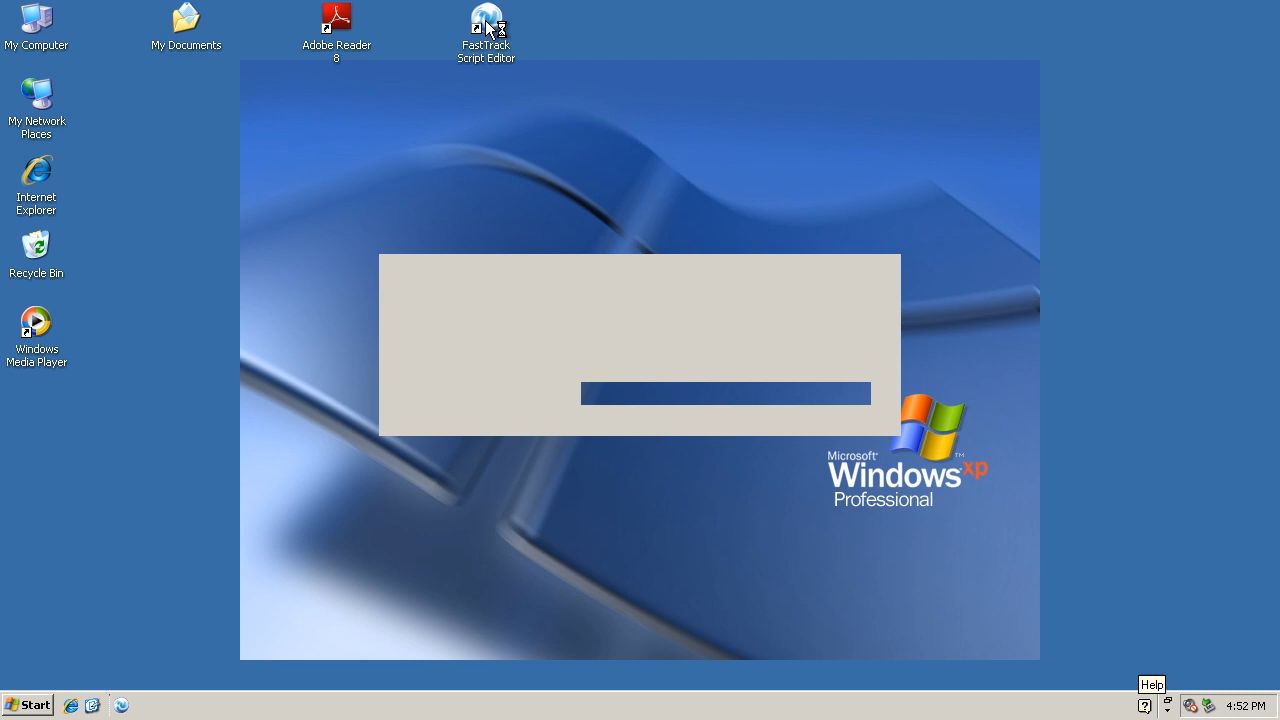 My Computer
My Documents
Adobe Reader
8
FastTrack
Script Editor
My Network
Places
Internet
Explorer
Recycle Bin
Windows
Media Player
Microsoft
Windows xp
TM
Professional
Help
Start
4:52 PM